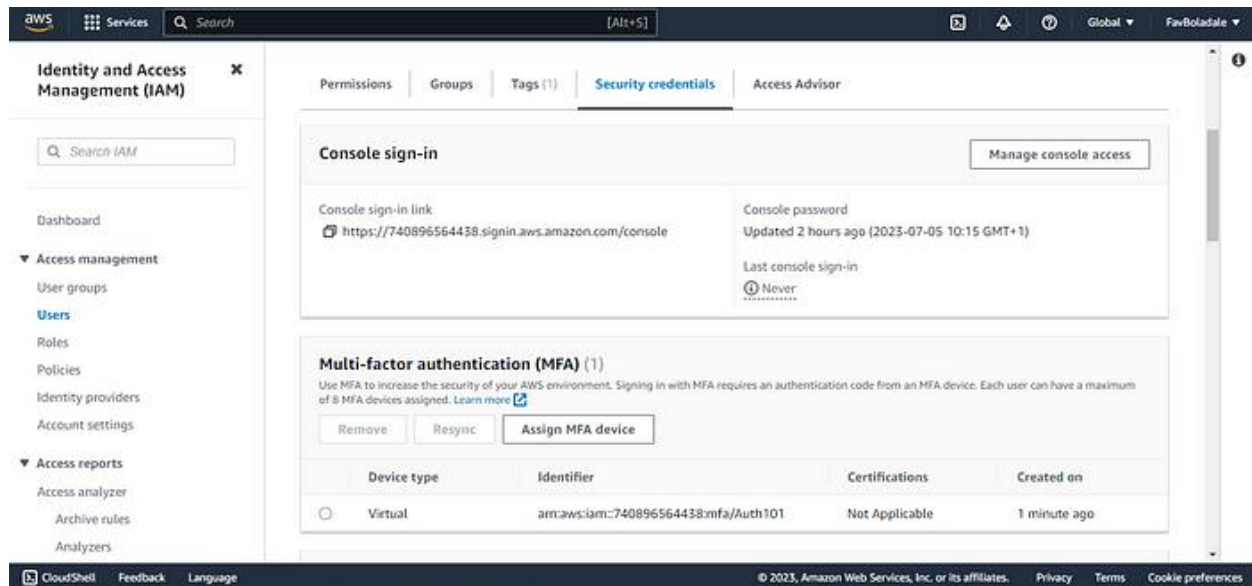 aws
Services
Search
[Alt+S]
Global
FavBoladale
Identity and Access
Management (IAM)
Search IAM
Dashboard
Access management
User groups
Users
Roles
Policies
Identity providers
Account settings
Access reports
Access analyzer
Archive rules
Analyzers
Permissions
Groups
Tags (1)
Security credentials
Access Advisor
Console sign-in
Manage console access
Console sign-in link
https://740896564438.signin.aws.amazon.com/console
Console password
Updated 2 hours ago (2023-07-05 10:15 GMT+1)
Last console sign-in
Never
Multi-factor authentication (MFA) (1)
Use MFA to increase the security of your AWS environment. Signing in with MFA requires an authentication code from an MFA device. Each user can have a maximum
of 8 MFA devices assigned. Learn more
Remove
Resync
Assign MFA device
Device type
Identifier
Certifications
Created on
Virtual
arn:aws:iam::740896564438:mfa/Auth101
Not Applicable
1 minute ago
CloudShell
Feedback
Language
© 2023, Amazon Web Services, Inc. or its affiliates.
Privacy
Terms
Cookie preferences